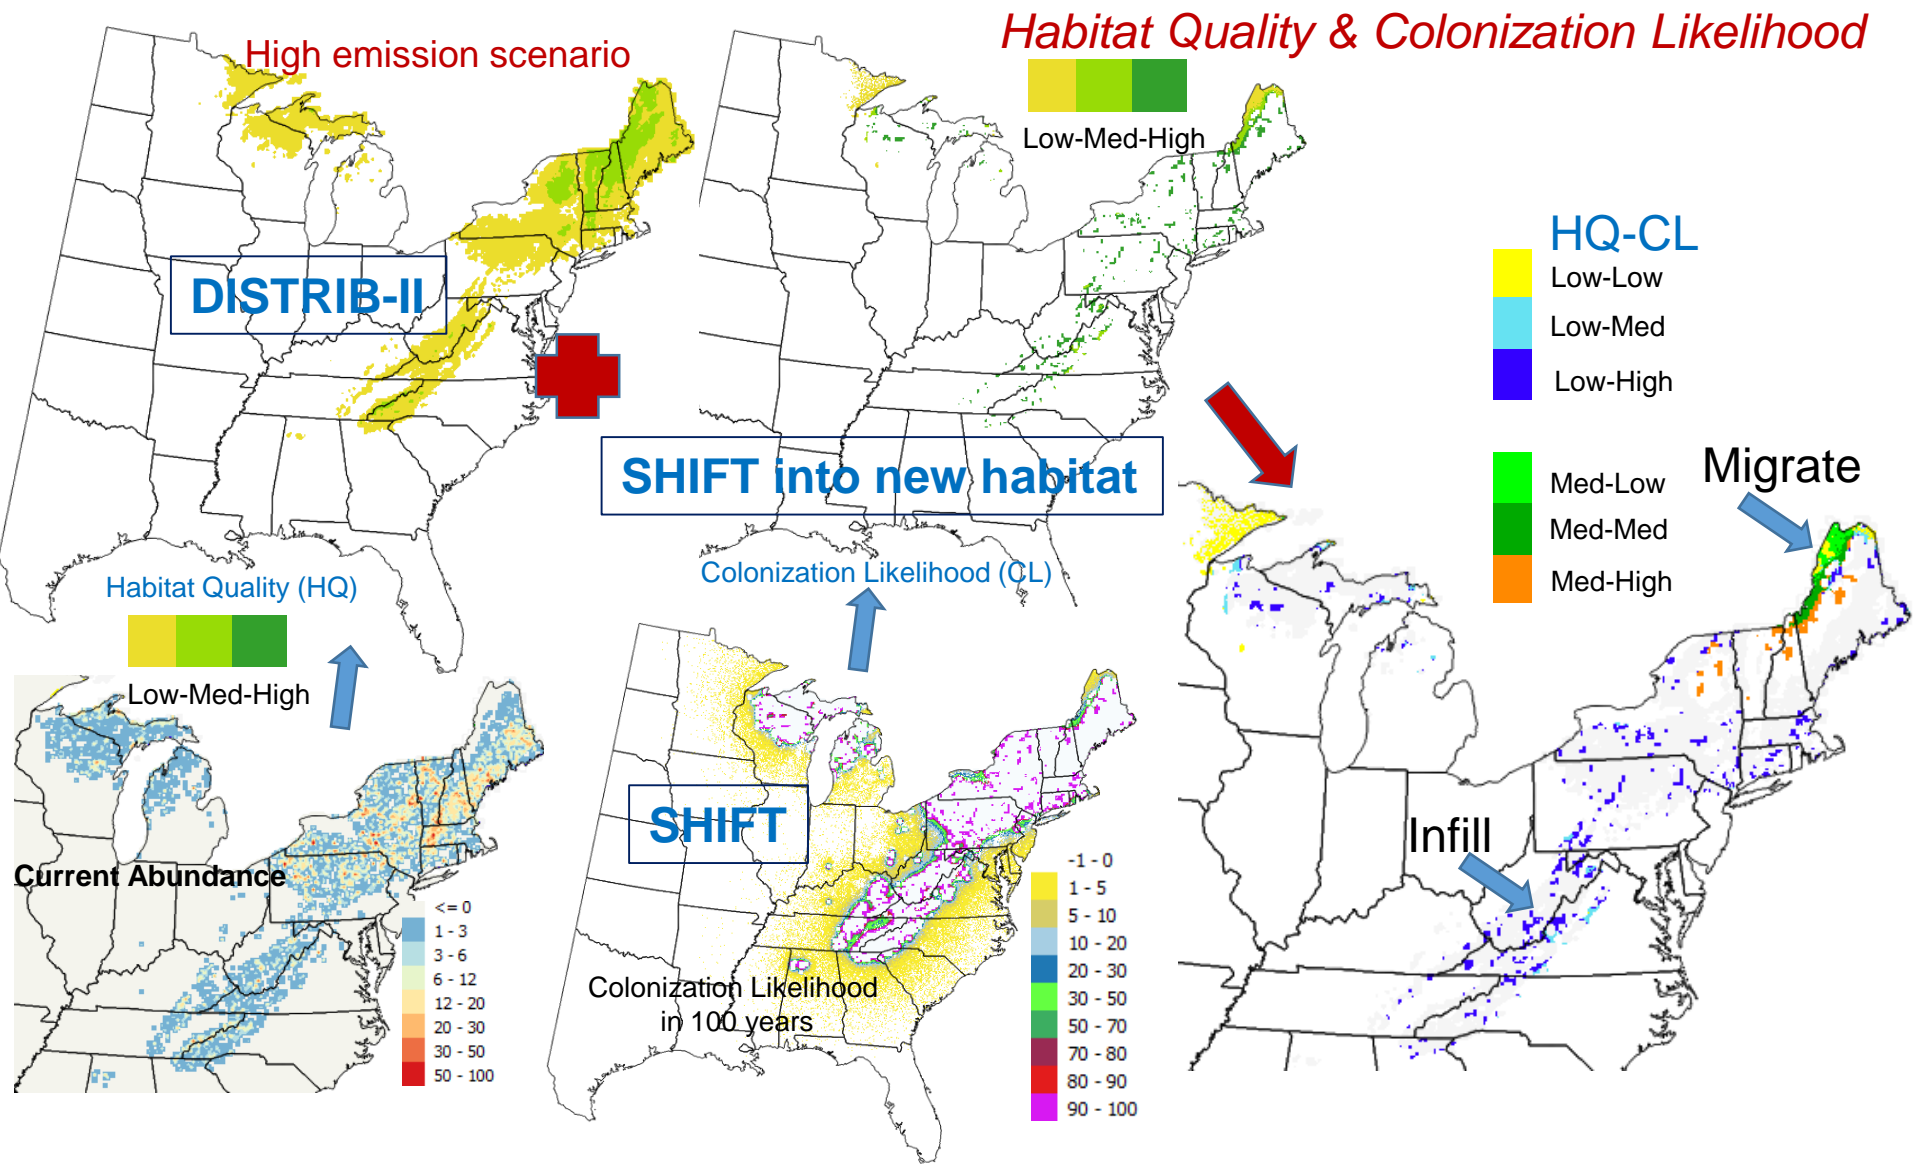 Habitat Quality & Colonization Likelihood
High emission scenario
Low-Med-High
DISTRIB-II
SHIFT into new habitat
HQ-CL
Low-Low
Low-Med
Low-High
Med-Low
Med-Med
Med-High
Migrate
Infill
Habitat Quality (HQ)
Low-Med-High
Colonization Likelihood (CL)
Current Abundance
<= 0
1 - 3
3 - 6
6 - 12
12 - 20
20 - 30
30 - 50
50 - 100
SHIFT
Colonization Likelihood
in 100 years
-1 - 0
1 - 5
5 - 10
10 - 20
20 - 30
30 - 50
50 - 70
70 - 80
80 - 90
90 - 100